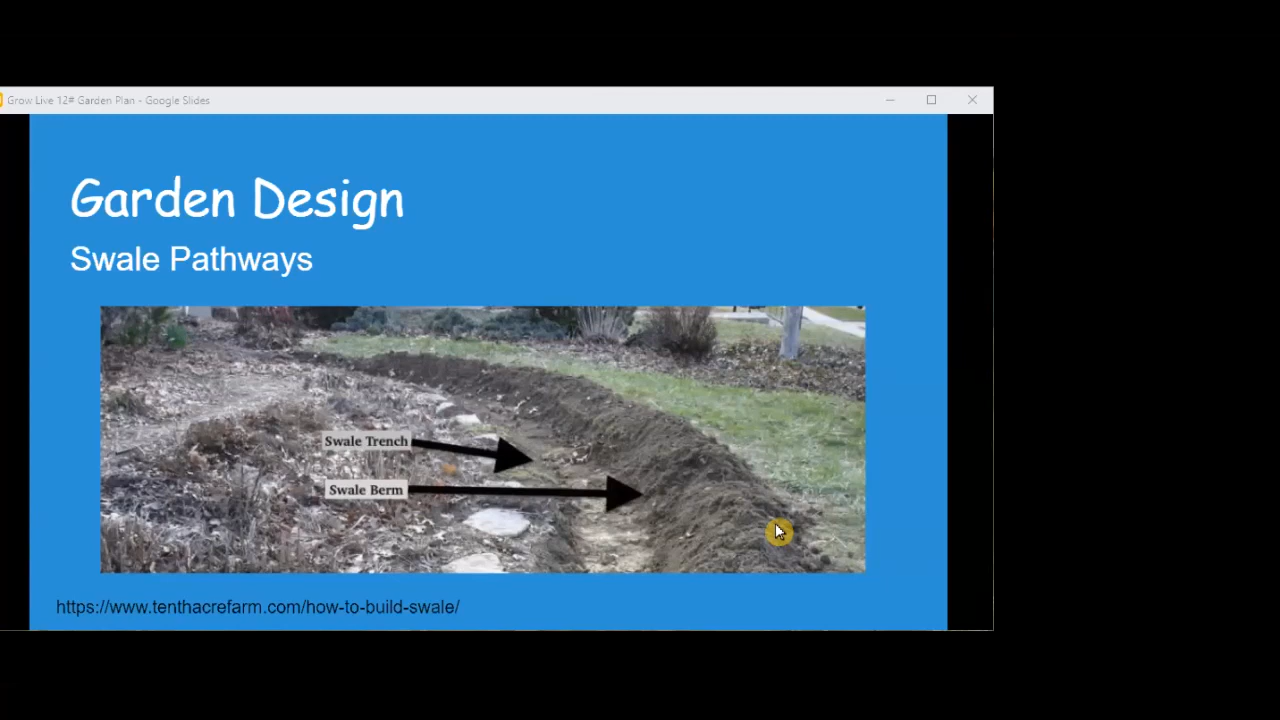 Grow Live 12# Garden Plan - Google Slides
Garden Design
Swale Pathways
Swale Trench
Swale Berm
https://www.tenthacrefarm.com/how-to-build-swale/